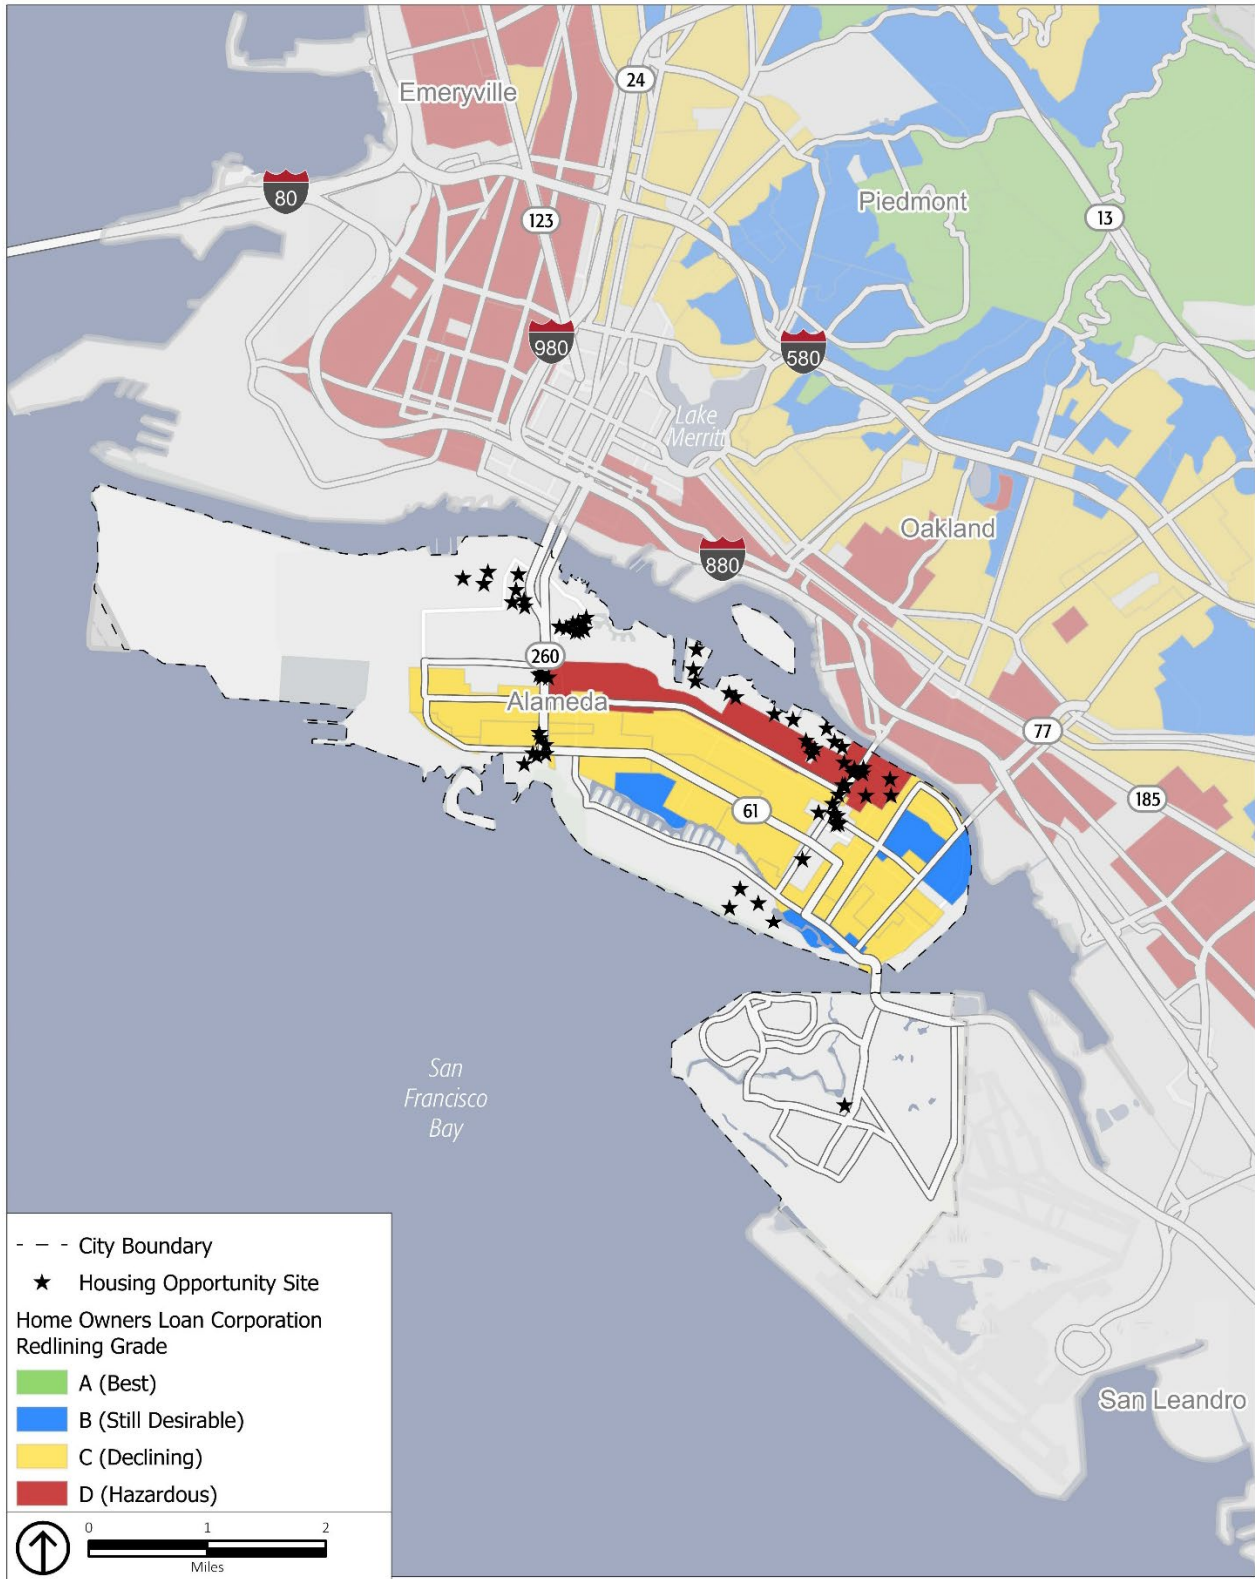 24
Emeryville
80
123
Piedmont
13
980
580
Lake
Merritt
Oakland
880
260
Alameda
77
61
185
San
Francisco
Bay
San Leandro
City Boundary
Housing Opportunity Site
Home Owners Loan Corporation
Redlining Grade
A (Best)
B (Still Desirable)
C (Declining)
D (Hazardous)
0 1 2
Miles